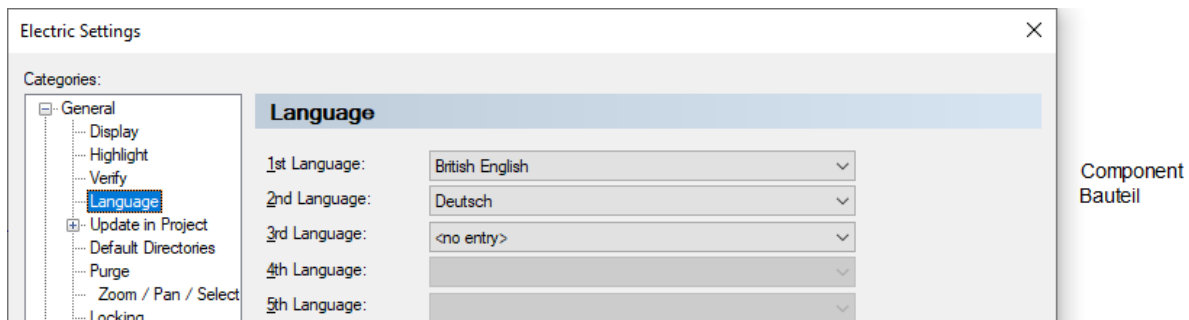 Electric Settings
Categories:
General
Display
Highlight
Verify
Language
Update in Project
Default Directories
Purge
Zoom / Pan / Select
Locking
Language
1st Language:
British English
2nd Language:
Deutsch
3rd Language:
<no entry>
4th Language:
5th Language:
Component
Bauteil